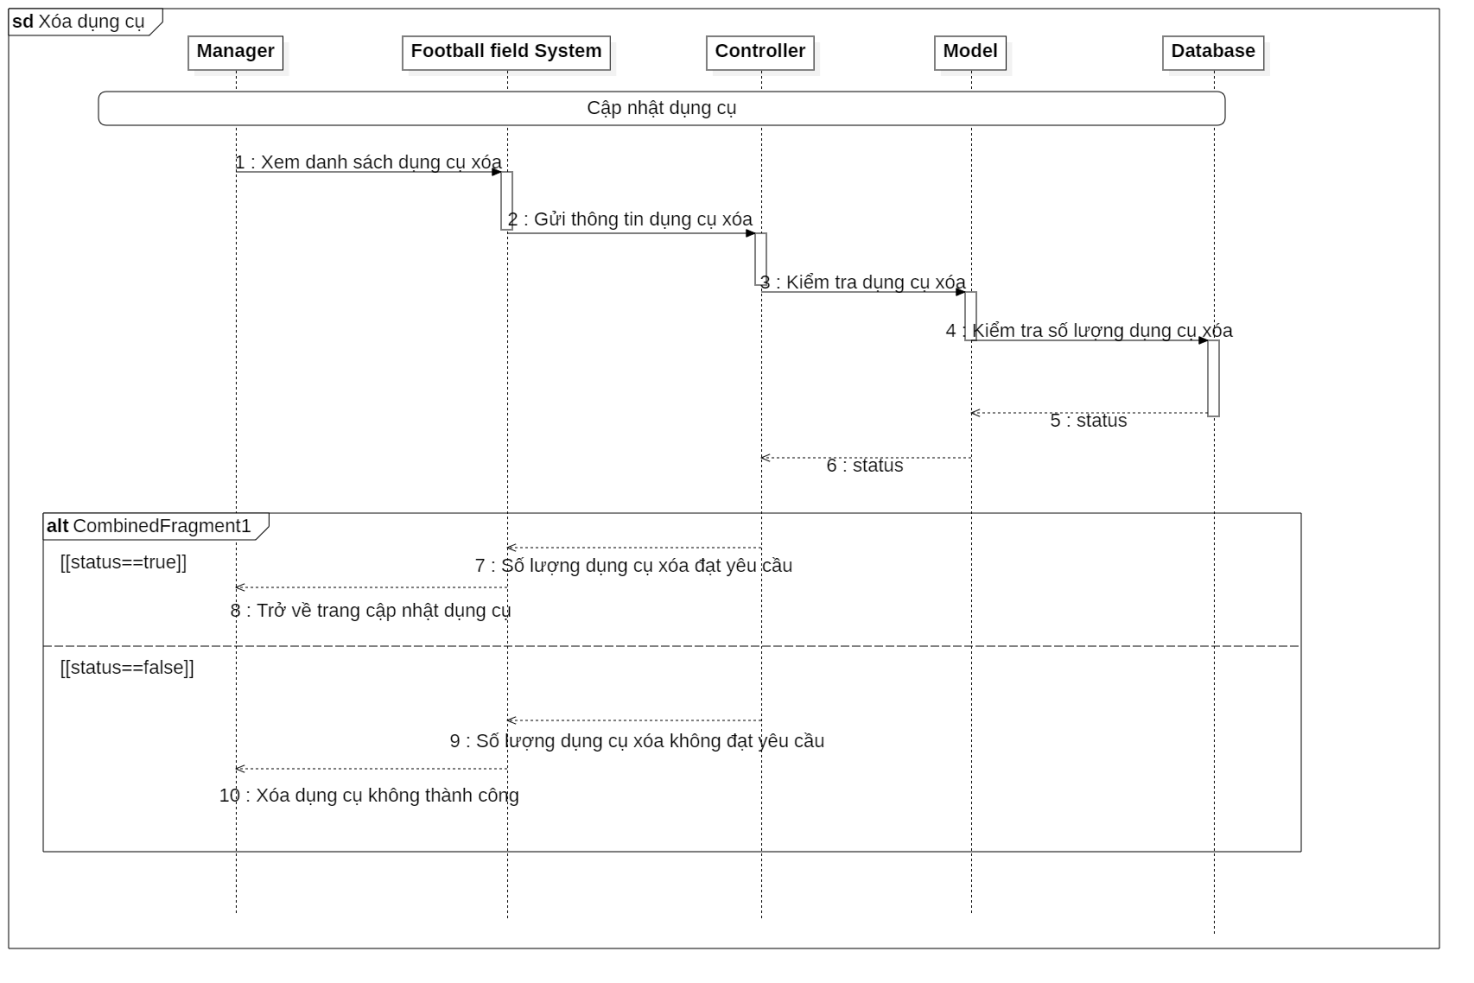 sd Xóa dụng cụ
Manager
Football field System
Controller
Model
Database
Cập nhật dụng cụ
1 : Xem danh sách dụng cụ xóa
2 : Gửi thông tin dụng cụ xóa
3 : Kiểm tra dụng cụ xóa
4 : Kiểm tra số lượng dụng cụ xóa
5 : status
6 : status
alt CombinedFragment1
[[status==true]]
7 : Số lượng dụng cụ xóa đạt yêu cầu
8 : Trở về trang cập nhật dụng cụ
[[status==false]]
9 : Số lượng dụng cụ xóa không đạt yêu cầu
10 : Xóa dụng cụ không thành công